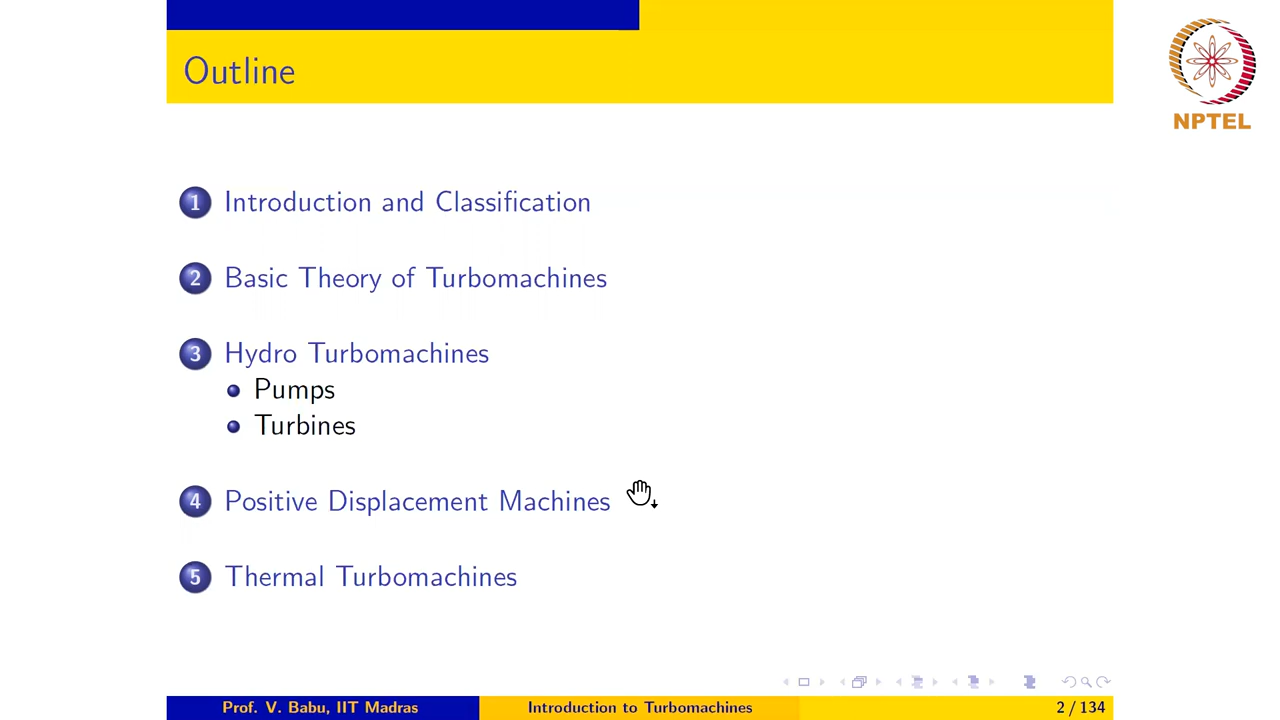 Outline
NPTEL
1 Introduction and Classification
2 Basic Theory of Turbomachines
3 Hydro Turbomachines
Pumps
Turbines
4 Positive Displacement Machines
5 Thermal Turbomachines
Prof. V. Babu, IIT Madras Introduction to Turbomachines 2 / 134